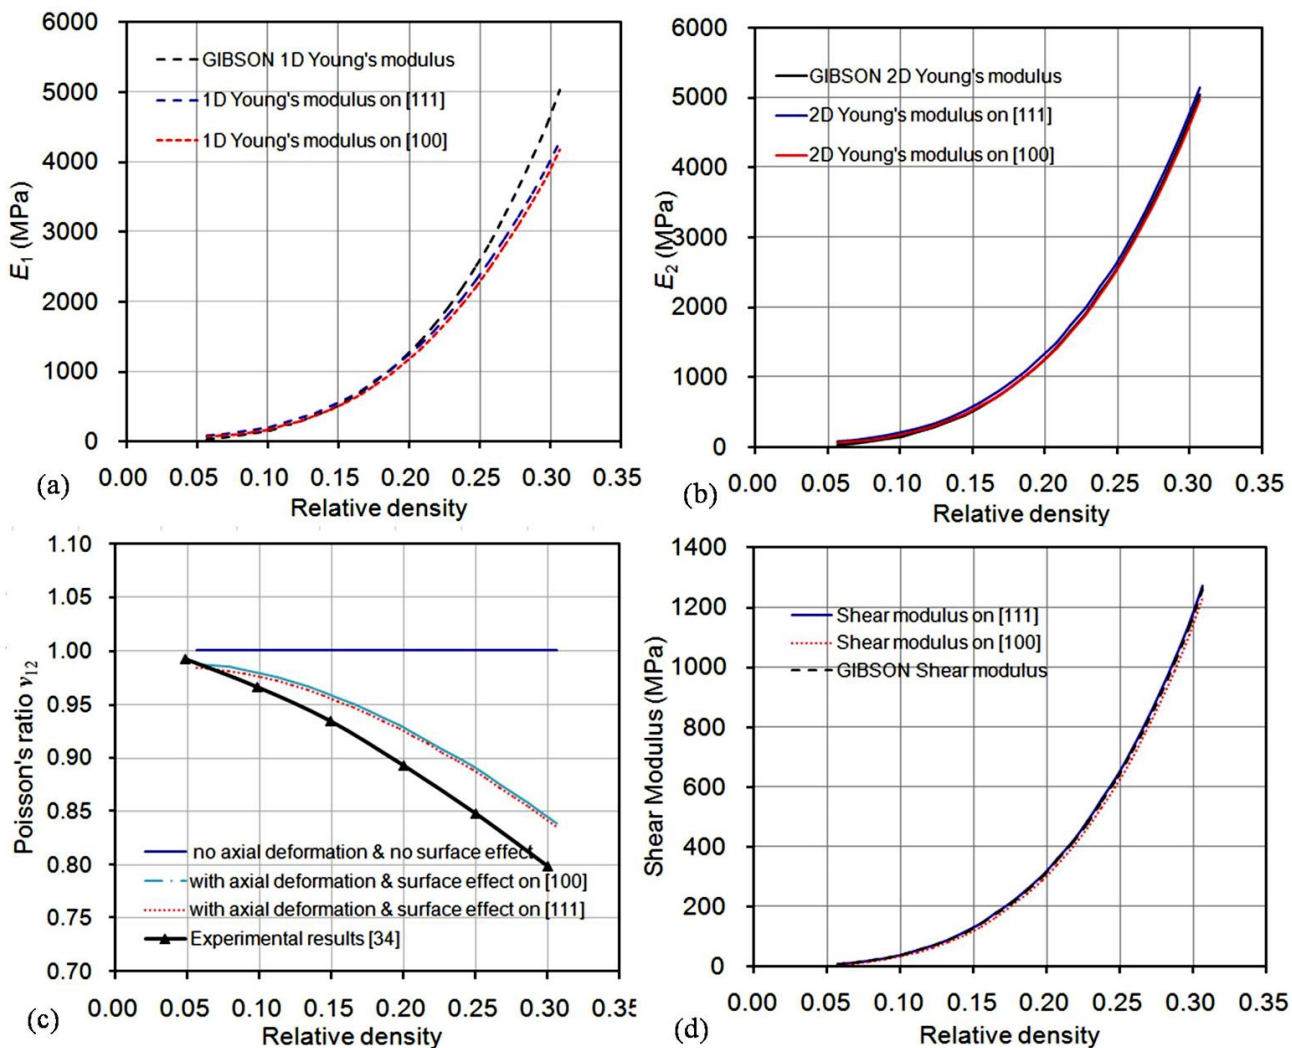 6000
5000
4000
3000
2000
1000
0
E₁ (MPa)
GIBSON 1D Young's modulus
1D Young's modulus on [111]
1D Young's modulus on [100]
(a)
0.00 0.05 0.10 0.15 0.20 0.25 0.30 0.35
Relative density
6000
5000
4000
3000
2000
1000
0
E₂ (MPa)
GIBSON 2D Young's modulus
2D Young's modulus on [111]
2D Young's modulus on [100]
(b)
0.00 0.05 0.10 0.15 0.20 0.25 0.30 0.35
Relative density
1.10
1.05
1.00
0.95
0.90
0.85
0.80
0.75
0.70
Poisson's ratio ν₁₂
no axial deformation & no surface effect
with axial deformation & surface effect on [100]
with axial deformation & surface effect on [111]
Experimental results [34]
(c)
0.00 0.05 0.10 0.15 0.20 0.25 0.30 0.35
Relative density
1400
1200
1000
800
600
400
200
0
Shear Modulus (MPa)
Shear modulus on [111]
Shear modulus on [100]
GIBSON Shear modulus
(d)
0.00 0.05 0.10 0.15 0.20 0.25 0.30 0.35
Relative density